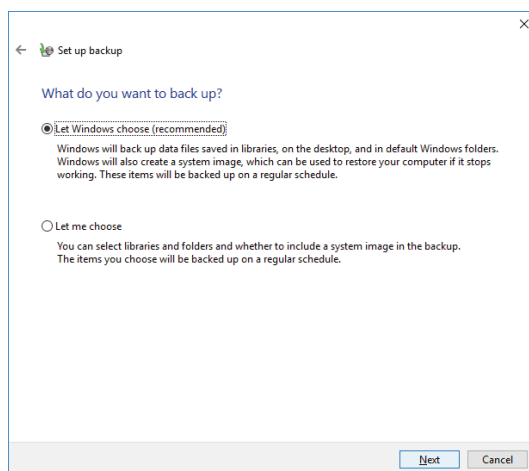 Set up backup
What do you want to back up?
Let Windows choose (recommended)
Windows will back up data files saved in libraries, on the desktop, and in default Windows folders.
Windows will also create a system image, which can be used to restore your computer if it stops
working. These items will be backed up on a regular schedule.
Let me choose
You can select libraries and folders and whether to include a system image in the backup.
The items you choose will be backed up on a regular schedule.
Next Cancel